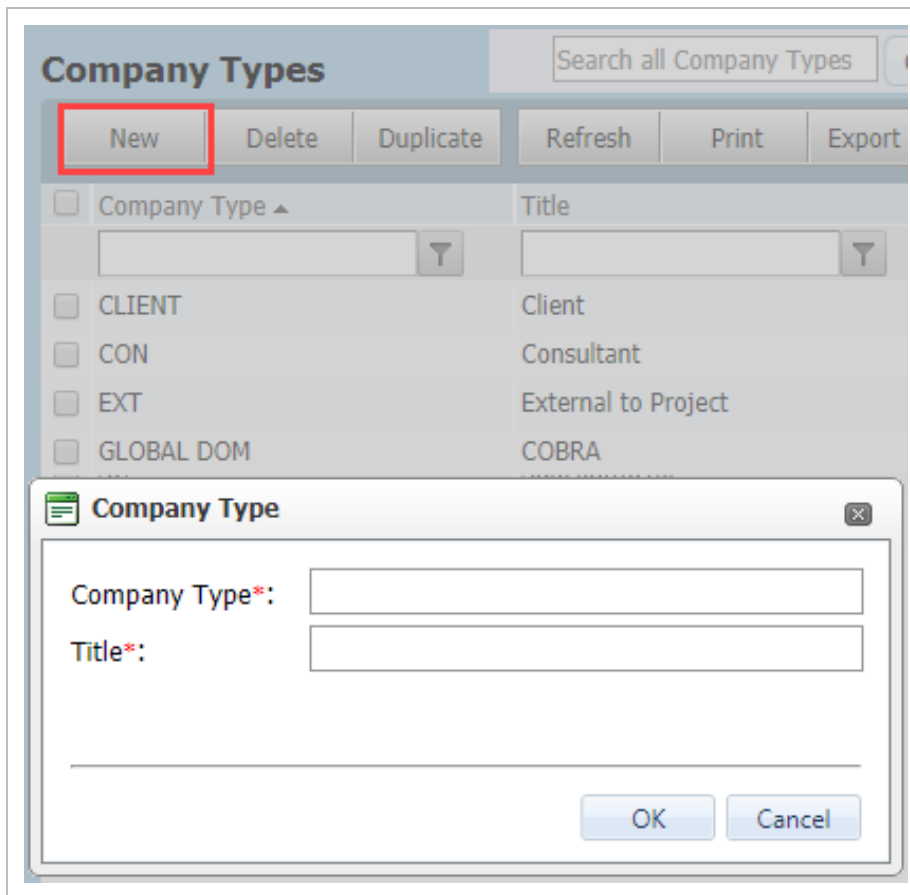 Company Types
Search all Company Types
New Delete Duplicate Refresh Print Export
Company Type Title
CLIENT Client
CON Consultant
EXT External to Project
GLOBAL DOM COBRA
Company Type
Company Type*:
Title*:
OK Cancel